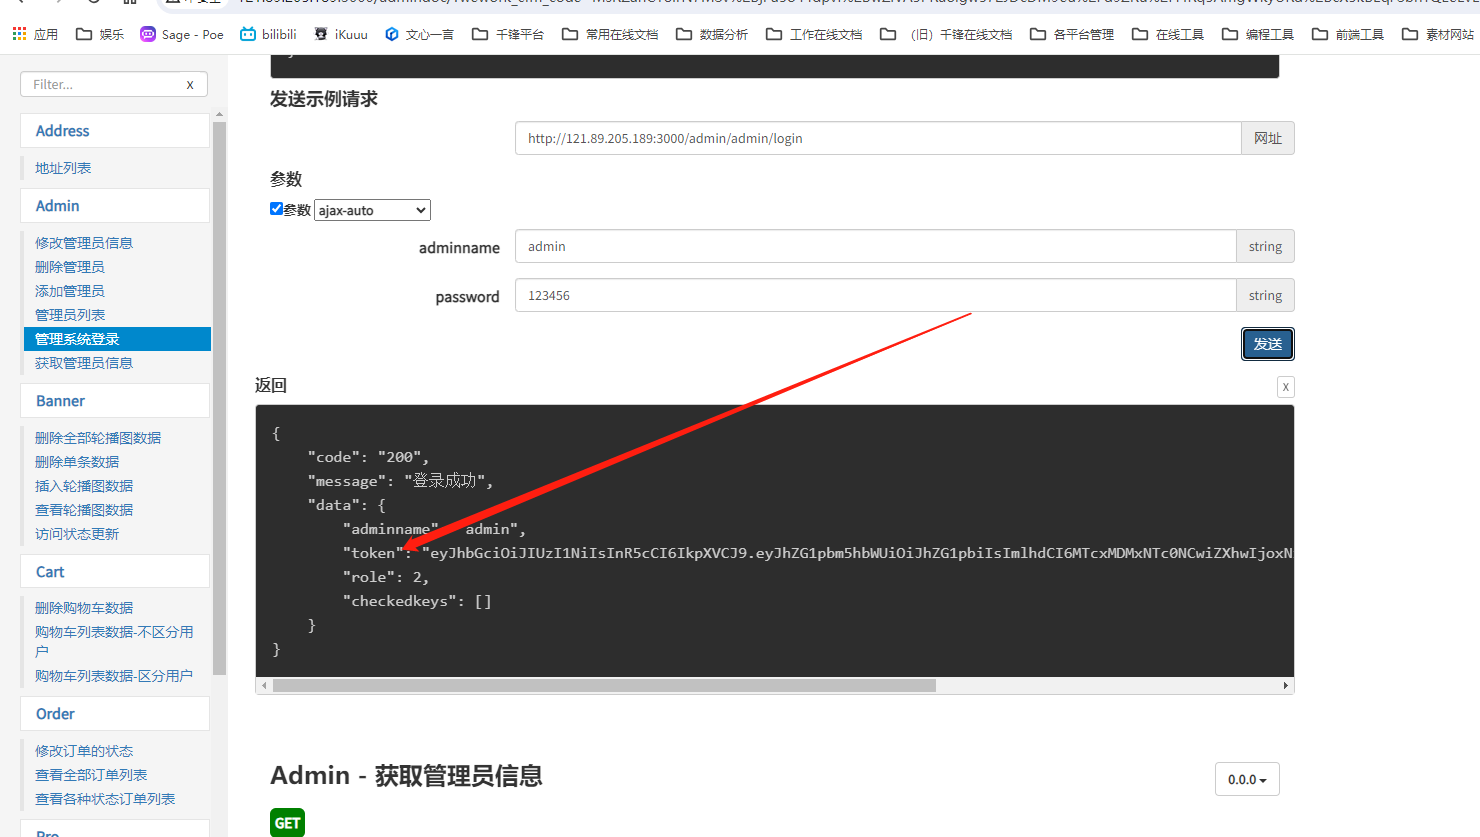 应用 娱乐 Sage - Poe bilibili iKuuu 文心一言 千锋平台 常用在线文档 数据分析 工作在线文档 (旧) 千锋在线文档 各平台管理 在线工具 编程工具 前端工具 素材网站
Filter...
x
Address
地址列表
Admin
修改管理员信息
删除管理员
添加管理员
管理员列表
管理系统登录
获取管理员信息
Banner
删除全部轮播图数据
删除单条数据
插入轮播图数据
查看轮播图数据
访问状态更新
Cart
删除购物车数据
购物车列表数据-不区分用
户
购物车列表数据-区分用户
Order
修改订单的状态
查看全部订单列表
查看各种状态订单列表
Pro
发送示例请求
http://121.89.205.189:3000/admin/admin/login 网址
参数
参数 ajax-auto
adminname admin string
password 123456 string
发送
返回
x
{
"code": "200",
"message": "登录成功",
"data": {
"adminname" "admin",
"token": "eyJhbGciOiJIUzI1NiIsInR5cCI6IkpXVCJ9.eyJhZG1pbm5hbWUiOiJhZG1pbiIsImlhdCI6MTcxMDMxNTc0NCwiZXhwIjoxN
"role": 2,
"checkedkeys": []
}
}
Admin - 获取管理员信息
0.0.0
GET